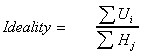 Ideality = ∑U_i / ∑H_j